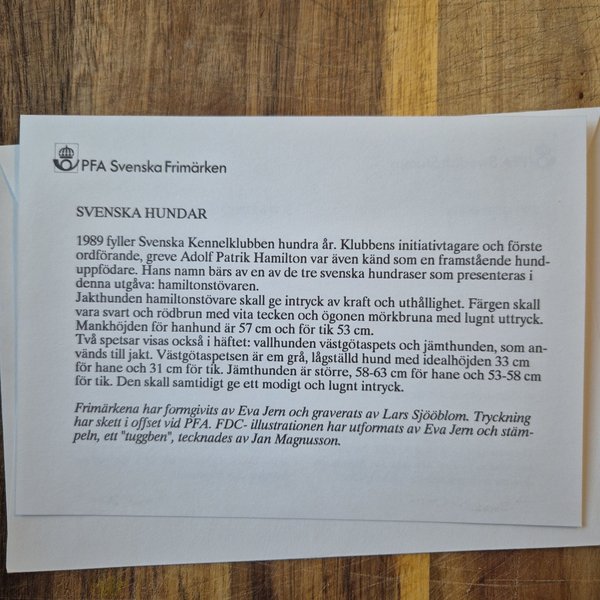 PFA Svenska Frimärken
SVENSKA HUNDAR
1989 fyller Svenska Kennelklubben hundra år. Klubbens initiativtagare och förste
ordförande, greve Adolf Patrik Hamilton var även känd som en framstående hund-
uppfödare. Hans namn bärs av en av de tre svenska hundraser som presenteras i
denna utgåva: hamiltonstövaren.
Jakthunden hamiltonstövare skall ge intryck av kraft och uthållighet. Färgen skall
vara svart och rödbrun med vita tecken och ögonen mörkbruna med lugnt uttryck.
Mankhöjden för hanhund är 57 cm och för tik 53 cm.
Två spetsar visas också i häftet: vallhunden västgötaspets och jämthunden, som an-
vänds till jakt. Västgötaspetsen är em grå, lågställd hund med idealhöjden 33 cm
för hane och 31 cm för tik. Jämthunden är större, 58-63 cm för hane och 53-58 cm
för tik. Den skall samtidigt ge ett modigt och lugnt intryck.
Frimärkena har formgivits av Eva Jern och graverats av Lars Sjööblom. Tryckning
har skett i offset vid PFA. FDC- illustrationen har utformats av Eva Jern och stäm-
peln, ett "tuggben", tecknades av Jan Magnusson.